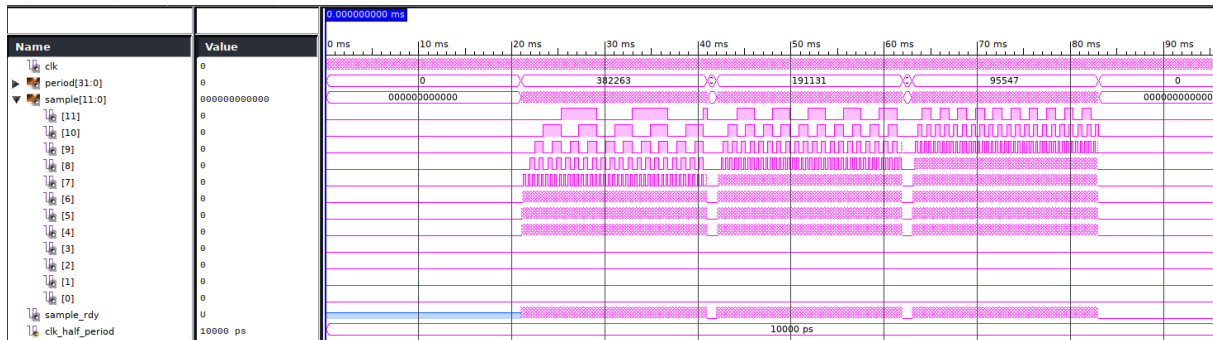 0.000000000 ms
Name Value 0 ms 10 ms 20 ms 30 ms 40 ms 50 ms 60 ms 70 ms 80 ms 90 ms
clk 0
period[31:0] 0 0 382263 191131 95547 0
sample[11:0] 000000000000 000000000000 000000000000
[11] 0
[10] 0
[9] 0
[8] 0
[7] 0
[6] 0
[5] 0
[4] 0
[3] 0
[2] 0
[1] 0
[0] 0
sample_rdy U
clk_half_period 10000 ps 10000 ps